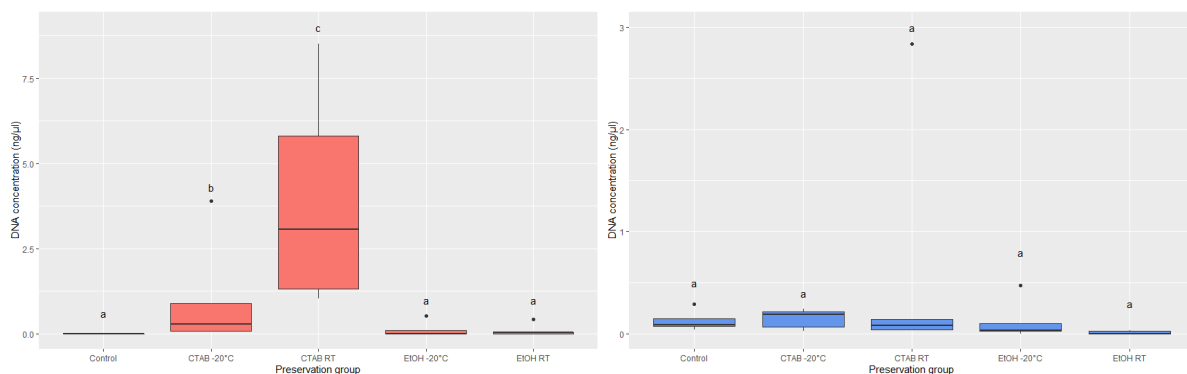 c
7.5
DNA concentration (ng/µl)
5.0
b
2.5
a
a
a
0.0
Control
CTAB -20°C
CTAB RT
EtOH -20°C
EtOH RT
Preservation group
3
a
2
DNA concentration (ng/µl)
1
a
a
a
a
0
Control
CTAB -20°C
CTAB RT
EtOH -20°C
EtOH RT
Preservation group